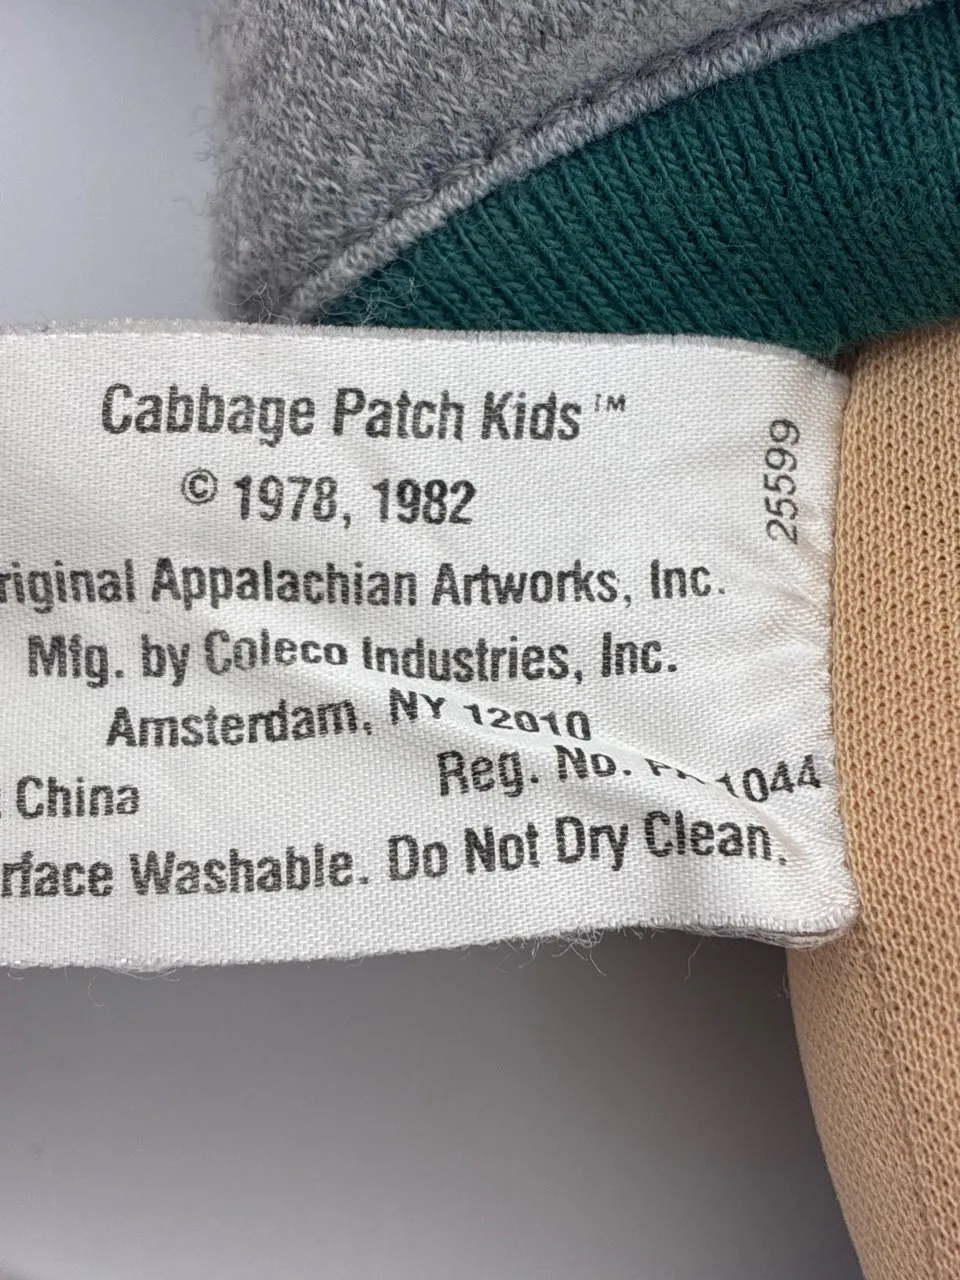 Cabbage Patch Kids™
© 1978, 1982
riginal Appalachian Artworks, Inc.
Mfg. by Coleco Industries, Inc.
Amsterdam, NY 12010
China
Reg. No. 1044
rface Washable. Do Not Dry Clean.
25599